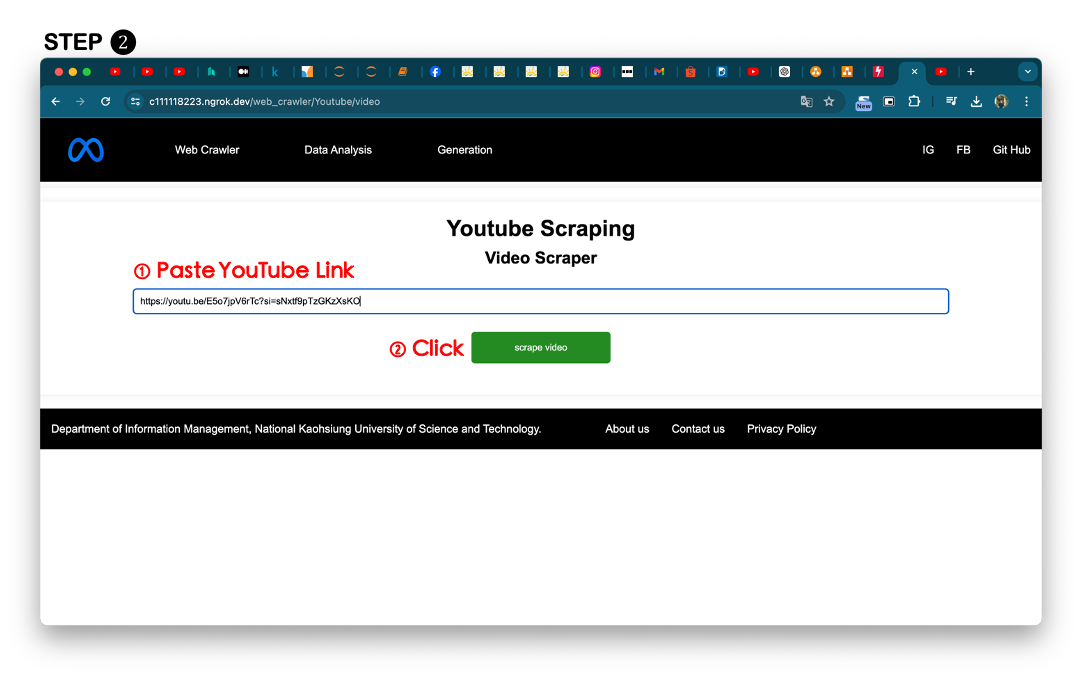 STEP 2
c111118223.ngrok.dev/web_crawler/Youtube/video
New
Web Crawler
Data Analysis
Generation
IG
FB
Git Hub
Youtube Scraping
Video Scraper
① Paste YouTube Link
https://youtu.be/E5o7jpV6rTc?si=sNxtf9pTzGKzXsKO
② Click
scrape video
Department of Information Management, National Kaohsiung University of Science and Technology.
About us
Contact us
Privacy Policy